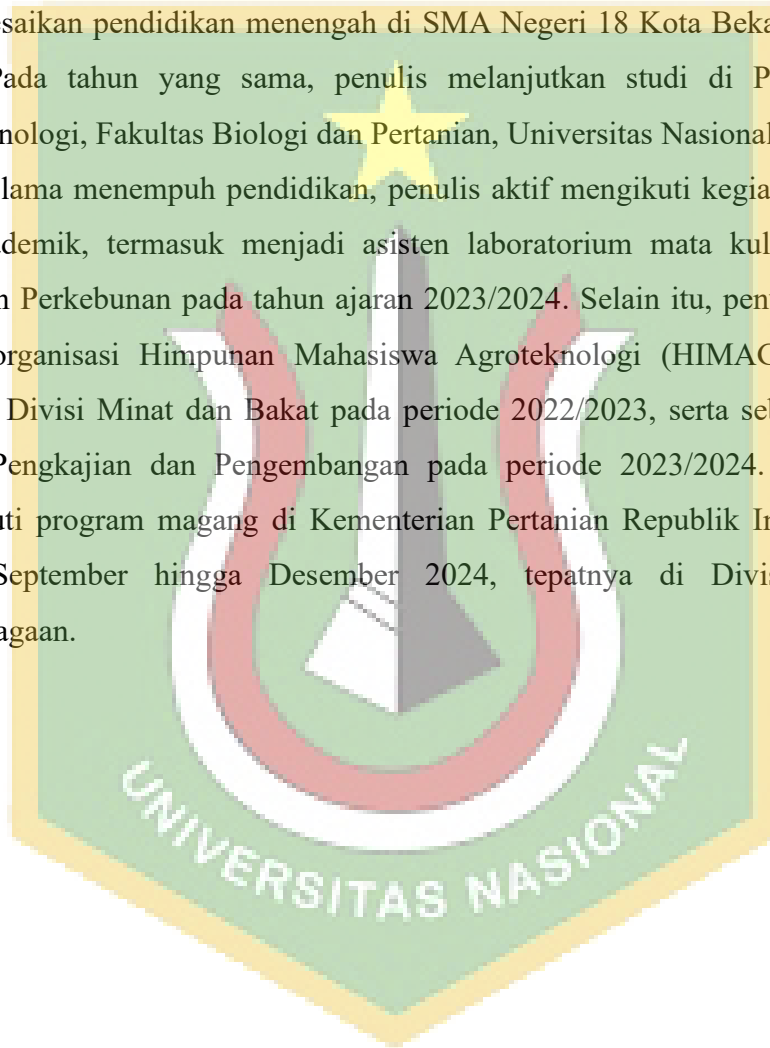 esaikan pendidikan menengah di SMA Negeri 18 Kota Beka
Pada tahun yang sama, penulis melanjutkan studi di P
nologi, Fakultas Biologi dan Pertanian, Universitas Nasional
lama menempuh pendidikan, penulis aktif mengikuti kegia
ademik, termasuk menjadi asisten laboratorium mata kul
n Perkebunan pada tahun ajaran 2023/2024. Selain itu, pen
organisasi Himpunan Mahasiswa Agroteknologi (HIMAG
Divisi Minat dan Bakat pada periode 2022/2023, serta seb
Pengkajian dan Pengembangan pada periode 2023/2024.
uti program magang di Kementerian Pertanian Republik In
September hingga Desember 2024, tepatnya di Divis
agaan.
UNIVERSITAS NASIONAL